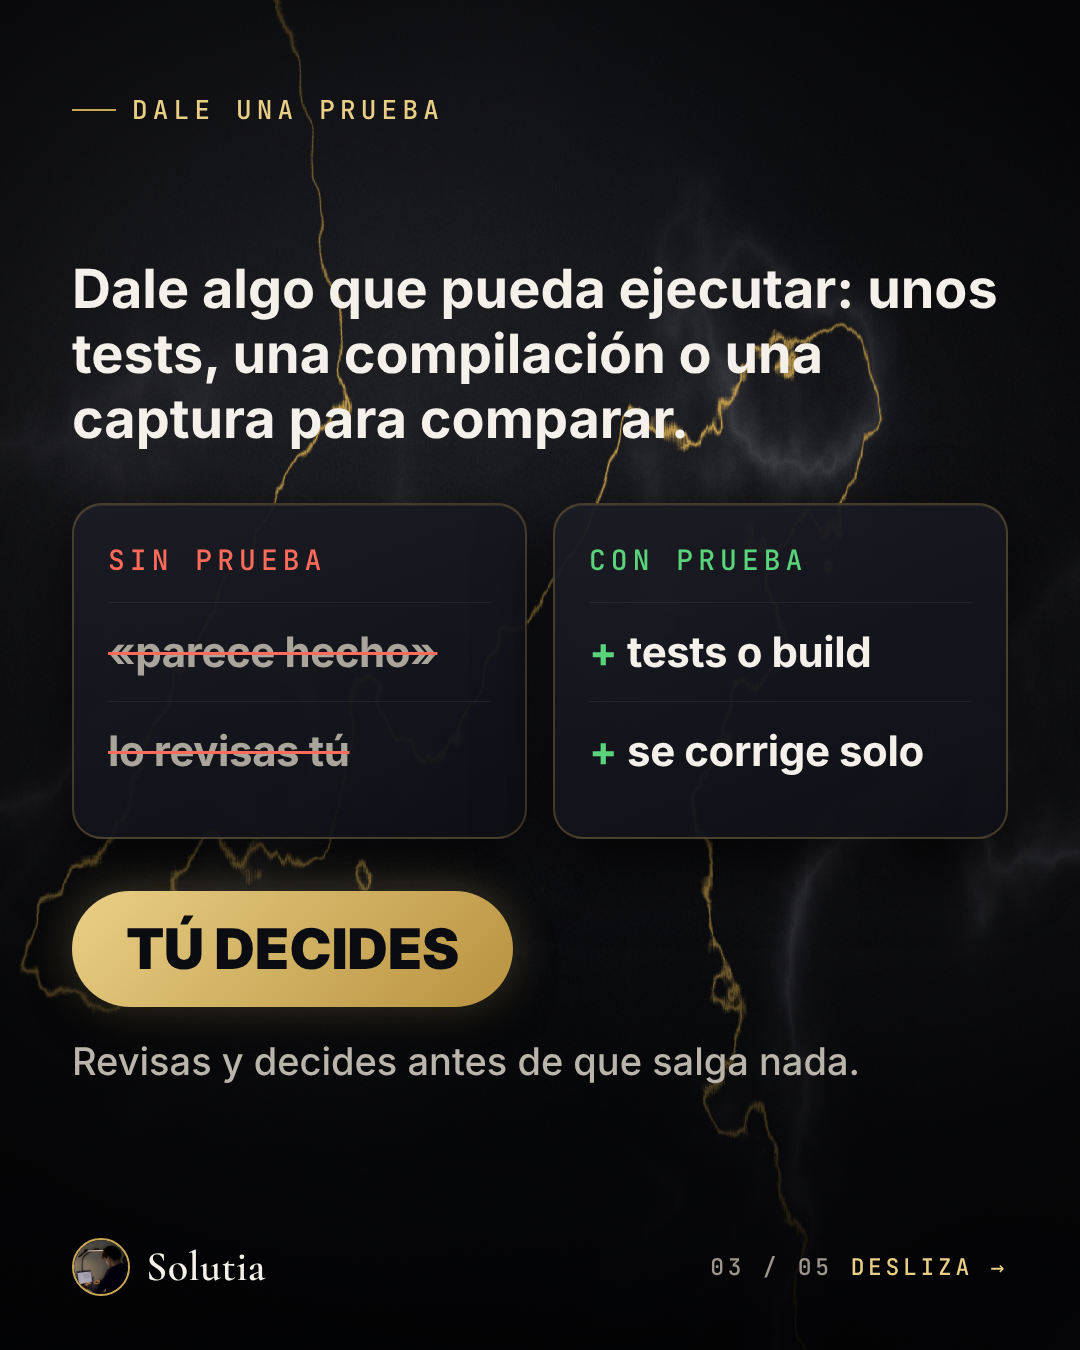 DALE UNA PRUEBA
Dale algo que pueda ejecutar: unos
tests, una compilación o una
captura para comparar.
SIN PRUEBA
«parece hecho»
lo revisas tú
CON PRUEBA
+ tests o build
+ se corrige solo
TÚ DECIDES
Revisas y decides antes de que salga nada.
Solutia
03 / 05 DESLIZA →